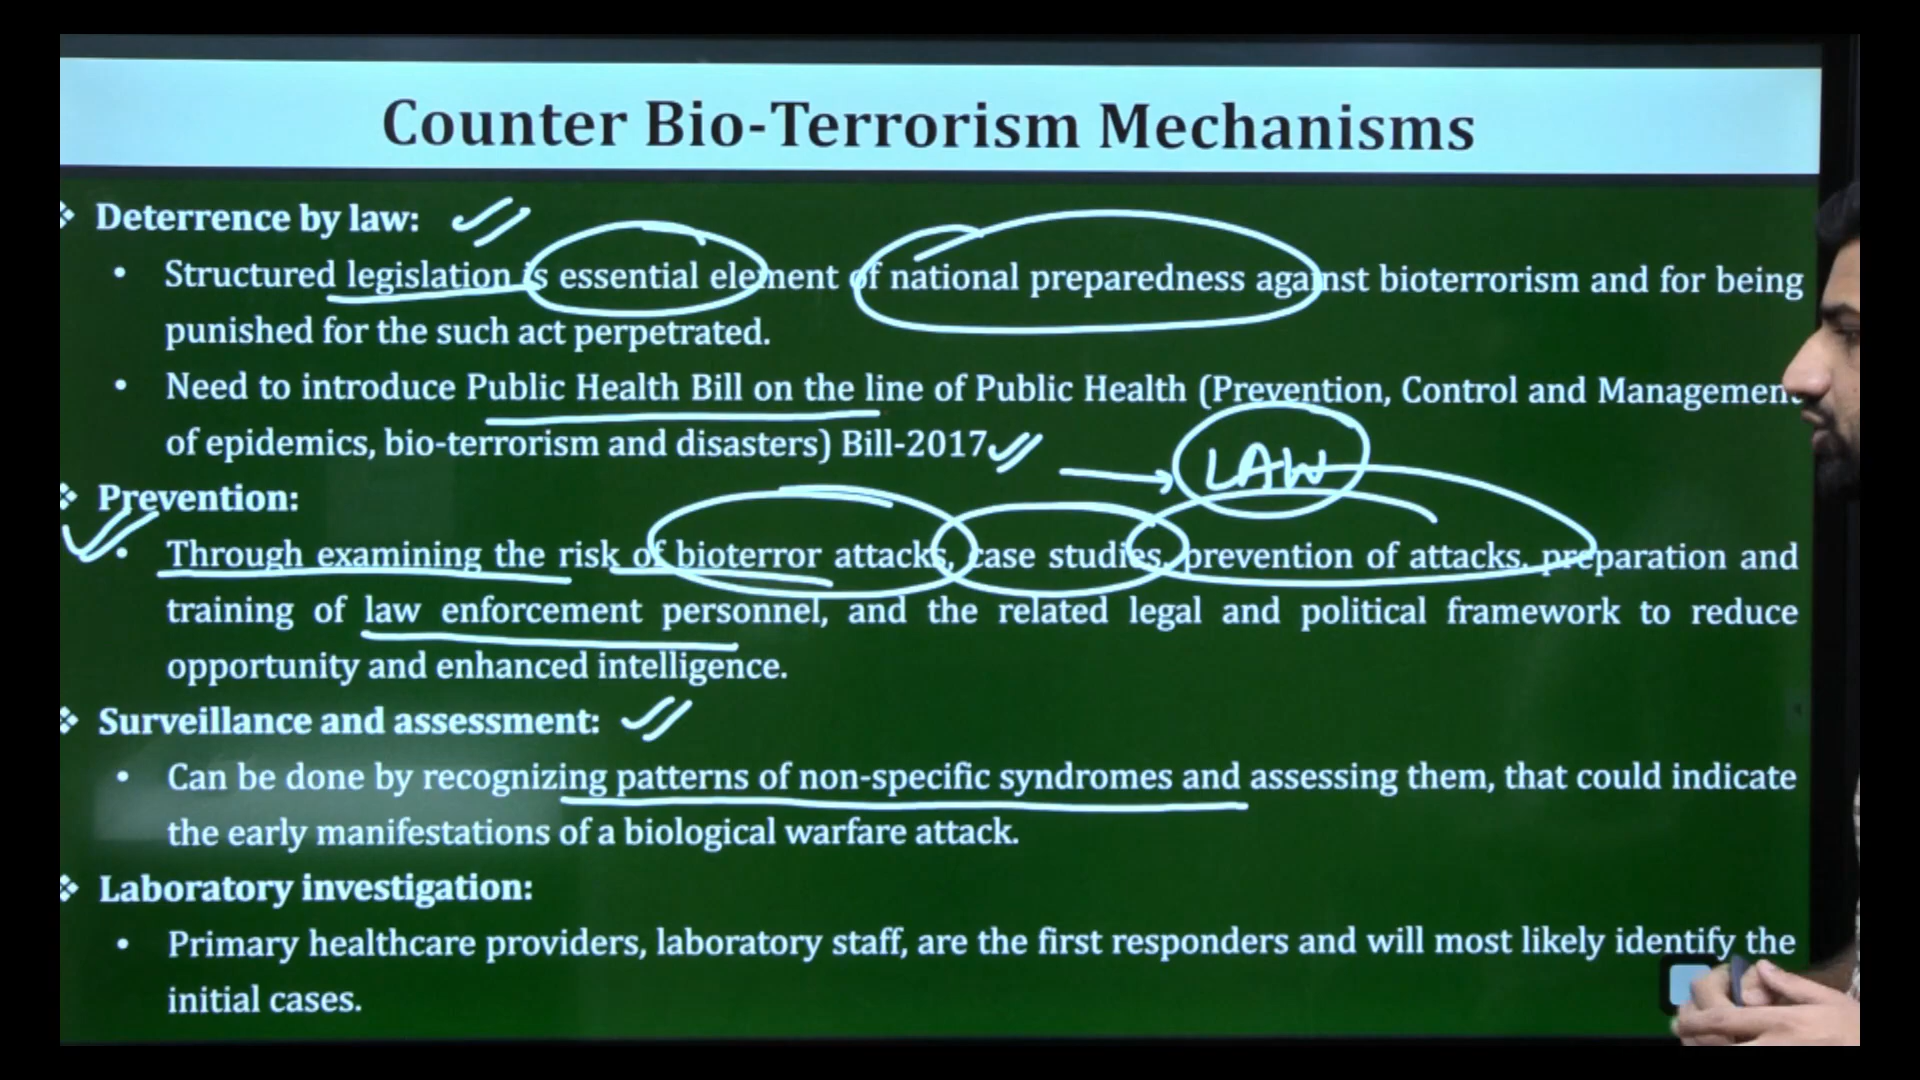 Counter Bio-Terrorism Mechanisms
Deterrence by law:
• Structured legislation is essential element of national preparedness against bioterrorism and for being
punished for the such act perpetrated.
• Need to introduce Public Health Bill on the line of Public Health (Prevention, Control and Management
of epidemics, bio-terrorism and disasters) Bill-2017
LAW
Prevention:
• Through examining the risk of bioterror attacks, case studies, prevention of attacks, preparation and
training of law enforcement personnel, and the related legal and political framework to reduce
opportunity and enhanced intelligence.
Surveillance and assessment:
• Can be done by recognizing patterns of non-specific syndromes and assessing them, that could indicate
the early manifestations of a biological warfare attack.
Laboratory investigation:
• Primary healthcare providers, laboratory staff, are the first responders and will most likely identify the
initial cases.